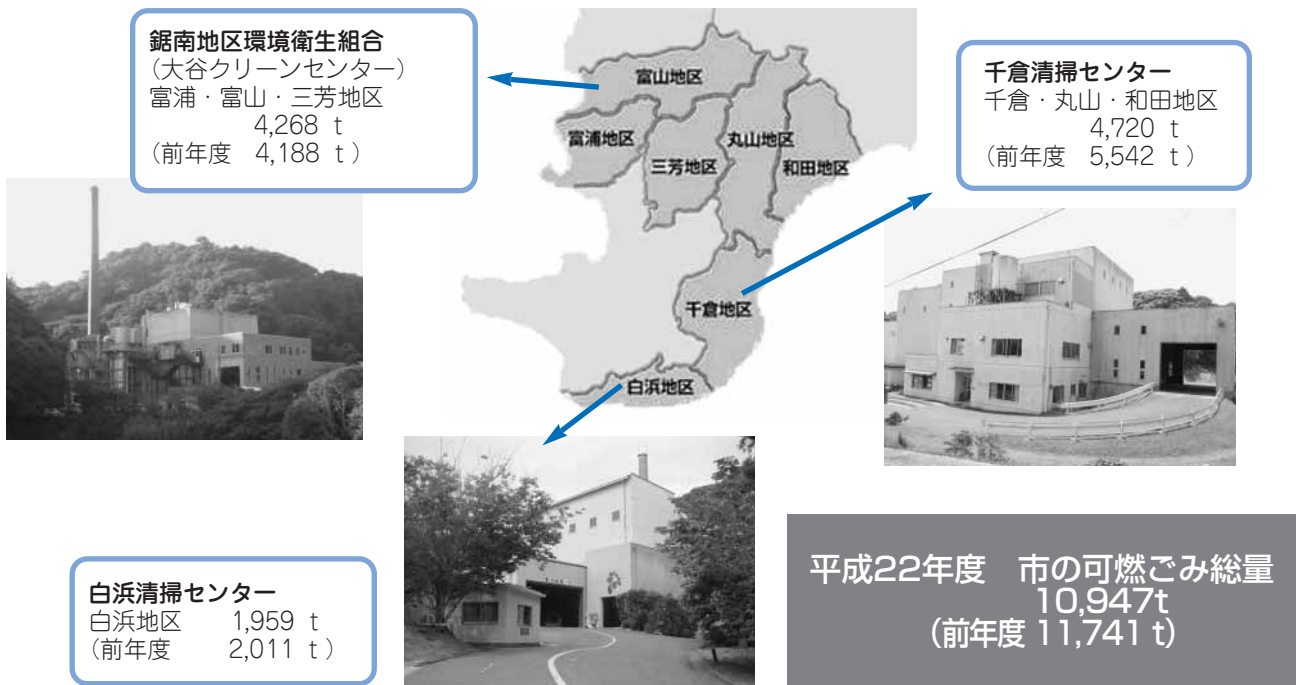 鋸南地区環境衛生組合
（大谷クリーンセンター）
富浦・富山・三芳地区
4,268 t
（前年度 4,188 t）
千倉清掃センター
千倉・丸山・和田地区
4,720 t
（前年度 5,542 t）
富山地区
富浦地区
三芳地区
丸山地区
和田地区
千倉地区
白浜地区
白浜清掃センター
白浜地区 1,959 t
（前年度 2,011 t）
平成22年度 市の可燃ごみ総量
10,947t
（前年度 11,741 t）